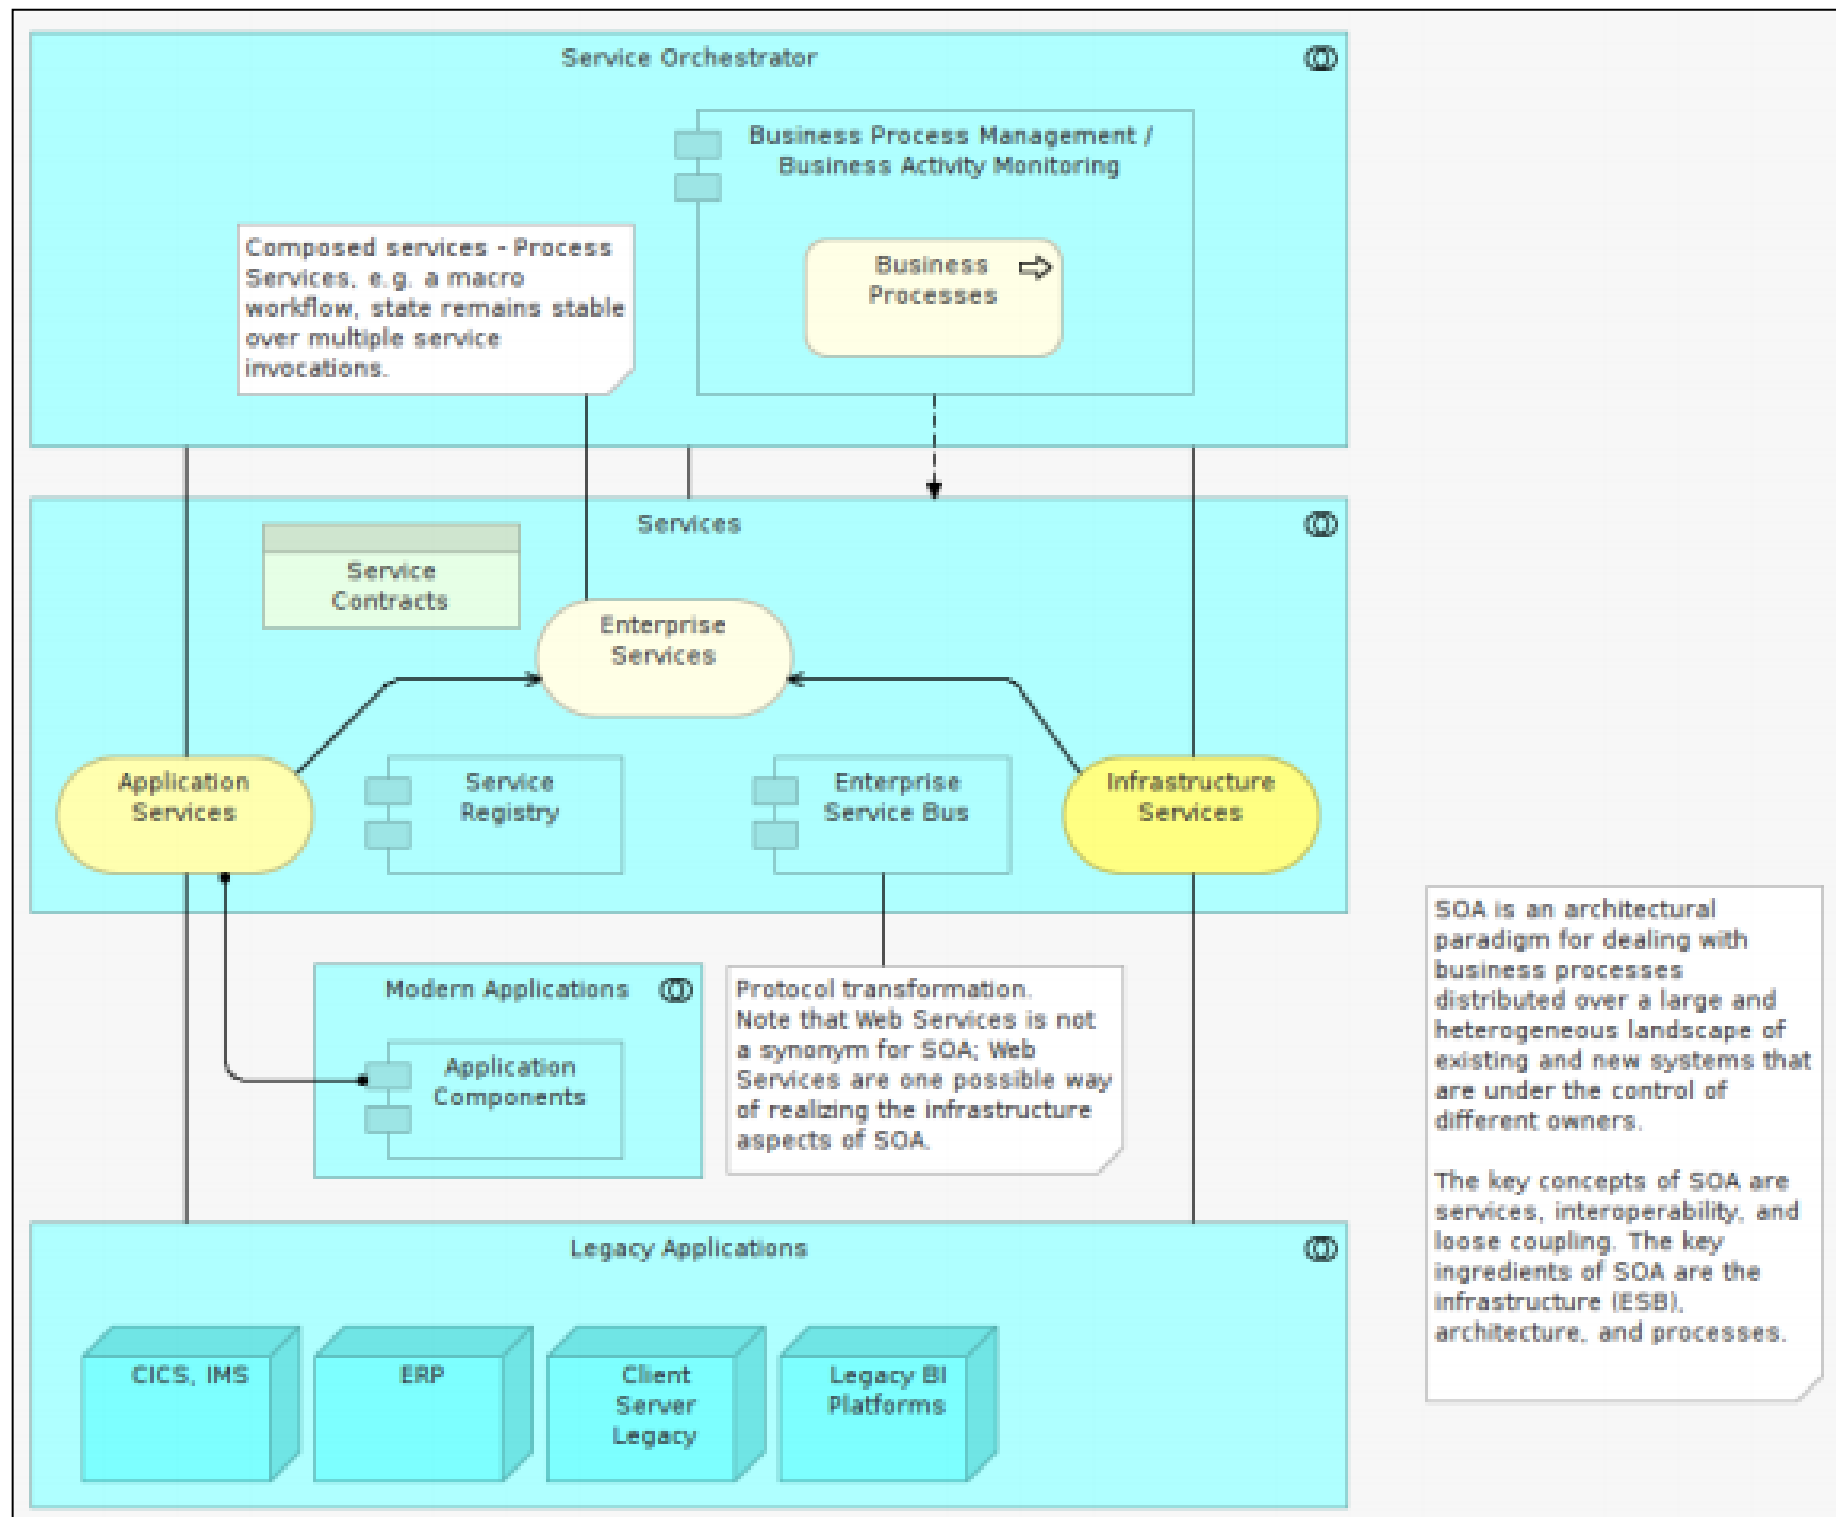 Service Orchestrator
Business Process Management /
Business Activity Monitoring
Composed services - Process
Services, e.g. a macro
workflow, state remains stable
over multiple service
invocations.
Business
Processes
Services
Service
Contracts
Enterprise
Services
Application
Services
Service
Registry
Enterprise
Service Bus
Infrastructure
Services
Modern Applications
Application
Components
Protocol transformation.
Note that Web Services is not
a synonym for SOA; Web
Services are one possible way
of realizing the infrastructure
aspects of SOA.
SOA is an architectural
paradigm for dealing with
business processes
distributed over a large and
heterogeneous landscape of
existing and new systems that
are under the control of
different owners.
The key concepts of SOA are
services, interoperability, and
loose coupling. The key
ingredients of SOA are the
infrastructure (ESB),
architecture, and processes.
Legacy Applications
CICS, IMS
ERP
Client
Server
Legacy
Legacy BI
Platforms